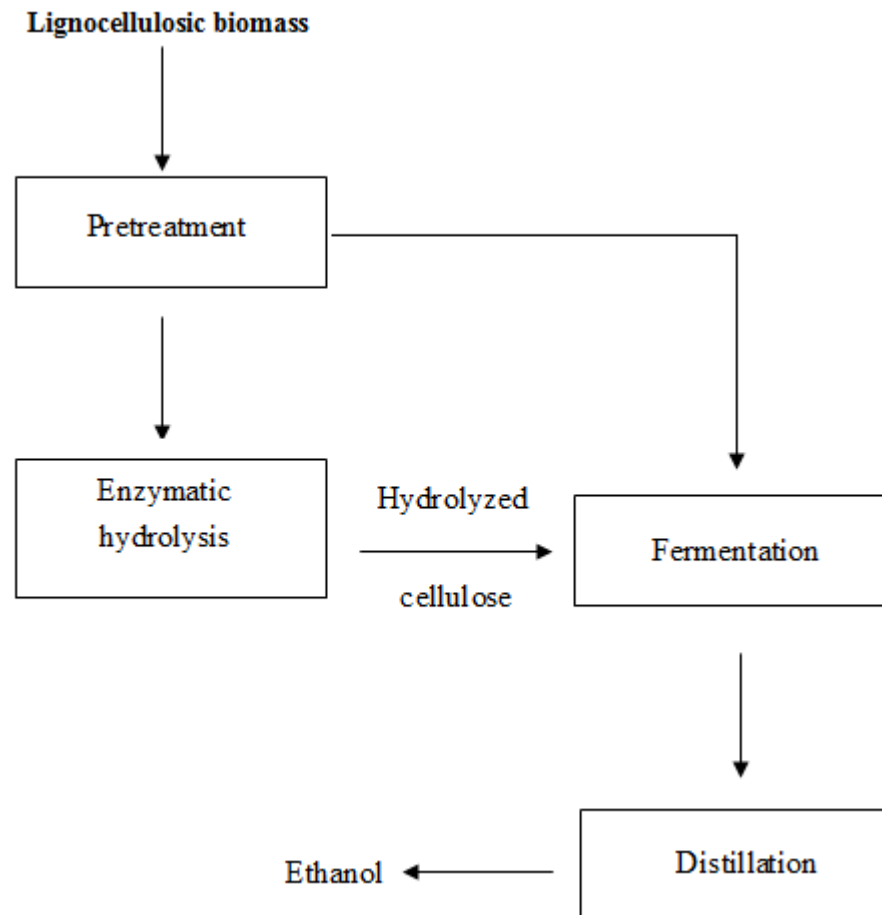 Lignocellulosic biomass
Pretreatment
Enzymatic
hydrolysis
Hydrolyzed
cellulose
Fermentation
Distillation
Ethanol